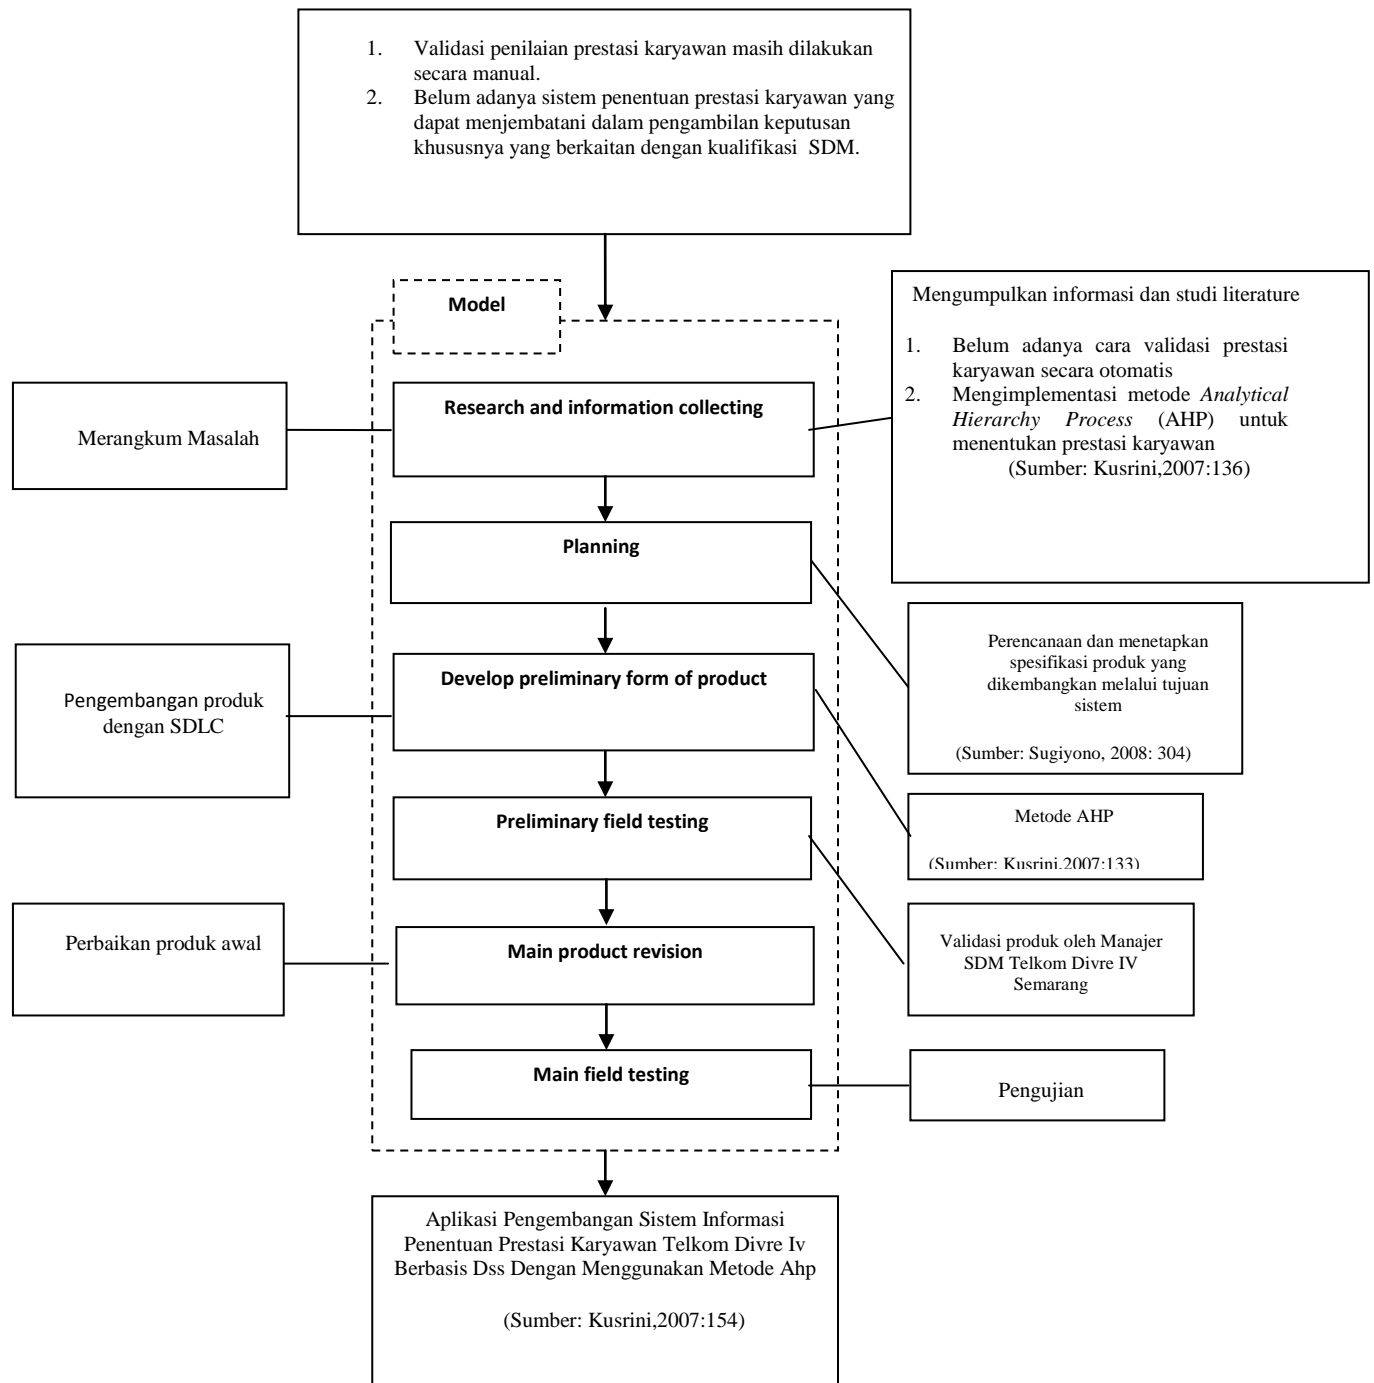 1. Validasi penilaian prestasi karyawan masih dilakukan
secara manual.
2. Belum adanya sistem penentuan prestasi karyawan yang
dapat menjembatani dalam pengambilan keputusan
khususnya yang berkaitan dengan kualifikasi SDM.
Model
Mengumpulkan informasi dan studi literature
1. Belum adanya cara validasi prestasi
karyawan secara otomatis
2. Mengimplementasi metode Analytical
Hierarchy Process (AHP) untuk
menentukan prestasi karyawan
(Sumber: Kusrini,2007:136)
Merangkum Masalah
Research and information collecting
Planning
Perencanaan dan menetapkan
spesifikasi produk yang
dikembangkan melalui tujuan
sistem
(Sumber: Sugiyono, 2008: 304)
Pengembangan produk
dengan SDLC
Develop preliminary form of product
Metode AHP
(Sumber: Kusrini,2007:133)
Preliminary field testing
Validasi produk oleh Manajer
SDM Telkom Divre IV
Semarang
Perbaikan produk awal
Main product revision
Main field testing
Pengujian
Aplikasi Pengembangan Sistem Informasi
Penentuan Prestasi Karyawan Telkom Divre Iv
Berbasis Dss Dengan Menggunakan Metode Ahp
(Sumber: Kusrini,2007:154)